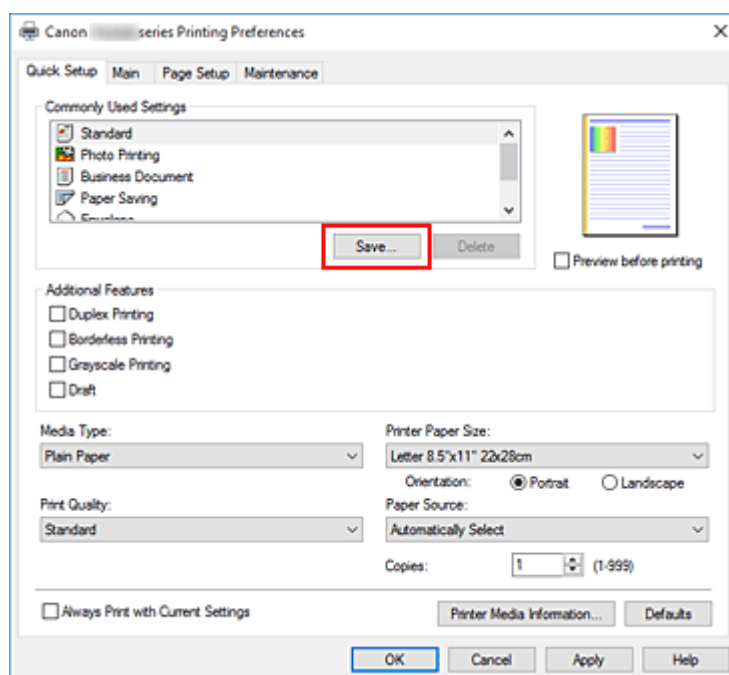 Canon series Printing Preferences
Quick Setup Main Page Setup Maintenance
Commonly Used Settings
Standard
Photo Printing
Business Document
Paper Saving
Save... Delete
Preview before printing
Additional Features
Duplex Printing
Borderless Printing
Grayscale Printing
Draft
Media Type: Printer Paper Size:
Plain Paper Letter 8.5"x11" 22x28cm
Orientation: Portrait Landscape
Print Quality: Paper Source:
Standard Automatically Select
Copies: 1 (1-999)
Always Print with Current Settings Printer Media Information... Defaults
OK Cancel Apply Help